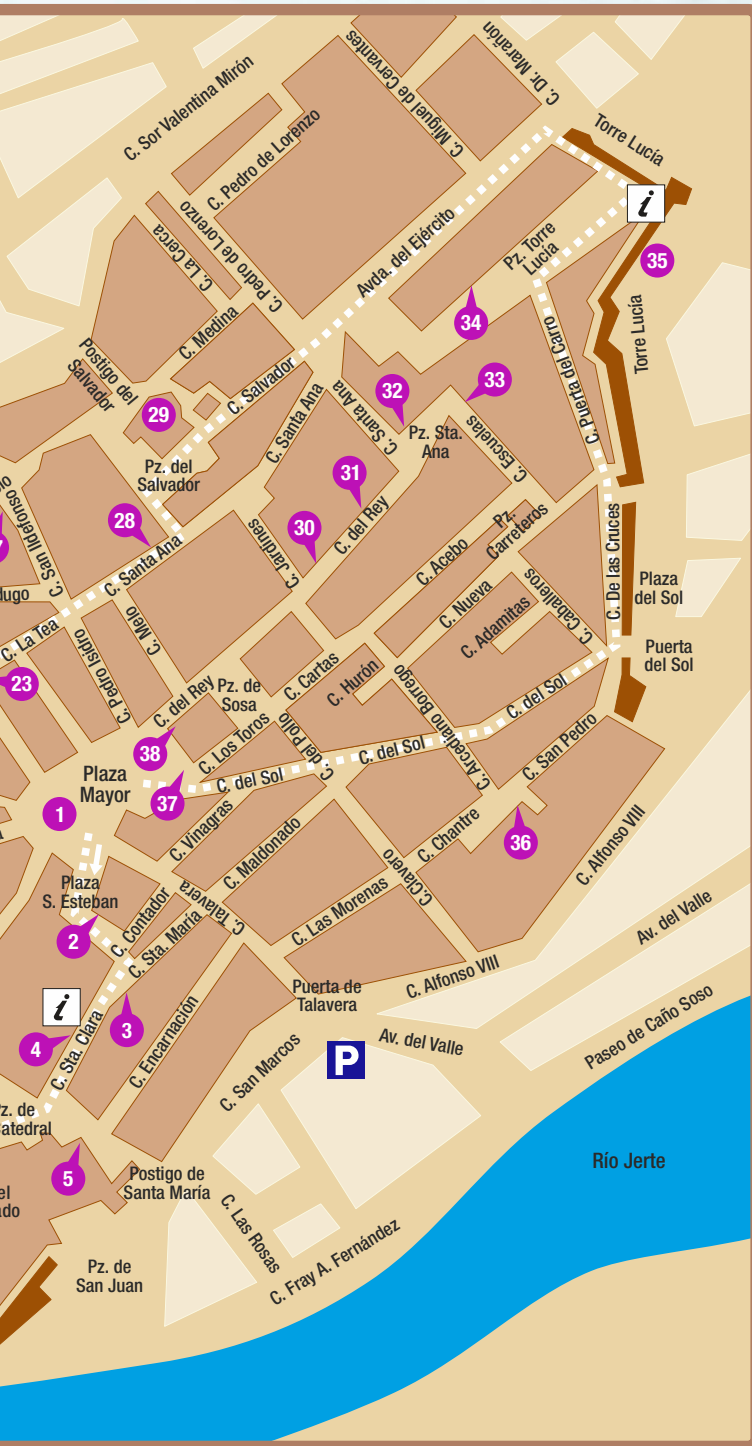 C. Sor Valentina Mirón
C. Miguel de Cervantes
C. Dr. Marañón
Torre Lucía
C. Pedro de Lorenzo
C. Pedro de Lorenzo
C. La Cerca
Avda. del Ejército
Pz. Torre
Lucía
i
35
34
Torre Lucía
C. Medina
Postigo del
Salvador
C. Salvador
C. Puerta del Carro
29
32
33
C. Santa Ana
C. Santa Ana
Pz. Sta.
Ana
C. Escuelas
Pz. del
Salvador
31
28
30
C. del Rey
C. San Ildefonso
C. Santa Ana
C. Jardines
Pz.
Carreteros
C. Acebo
C. De las Cruces
C. La Tea
C. Melo
C. Nueva
C. Caballeros
Plaza
del Sol
C. Adamitas
23
C. Pedro Isidro
C. del Rey
Pz. de
Sosa
C. Cartas
C. Hurón
Puerta
del Sol
C. del Sol
C. Arcediano Borrego
38
C. Los Toros
C. del Pollo
C. del Sol
C. Arcediano
C. San Pedro
Plaza
Mayor
37
C. del Sol
1
C. Vinagras
C. Maldonado
C. Chantre
36
C. Alfonso VIII
Plaza
S. Esteban
C. Clavero
C. Contador
C. Talavera
C. Las Morenas
2
C. Sta. María
Av. del Valle
C. Alfonso VIII
Puerta de
Talavera
i
3
4
C. Sta. Clara
C. Encarnación
P
Av. del Valle
Paseo de Caño Soso
C. San Marcos
Río Jerte
5
Postigo de
Santa María
C. Las Rosas
Pz. de
San Juan
C. Fray A. Fernández